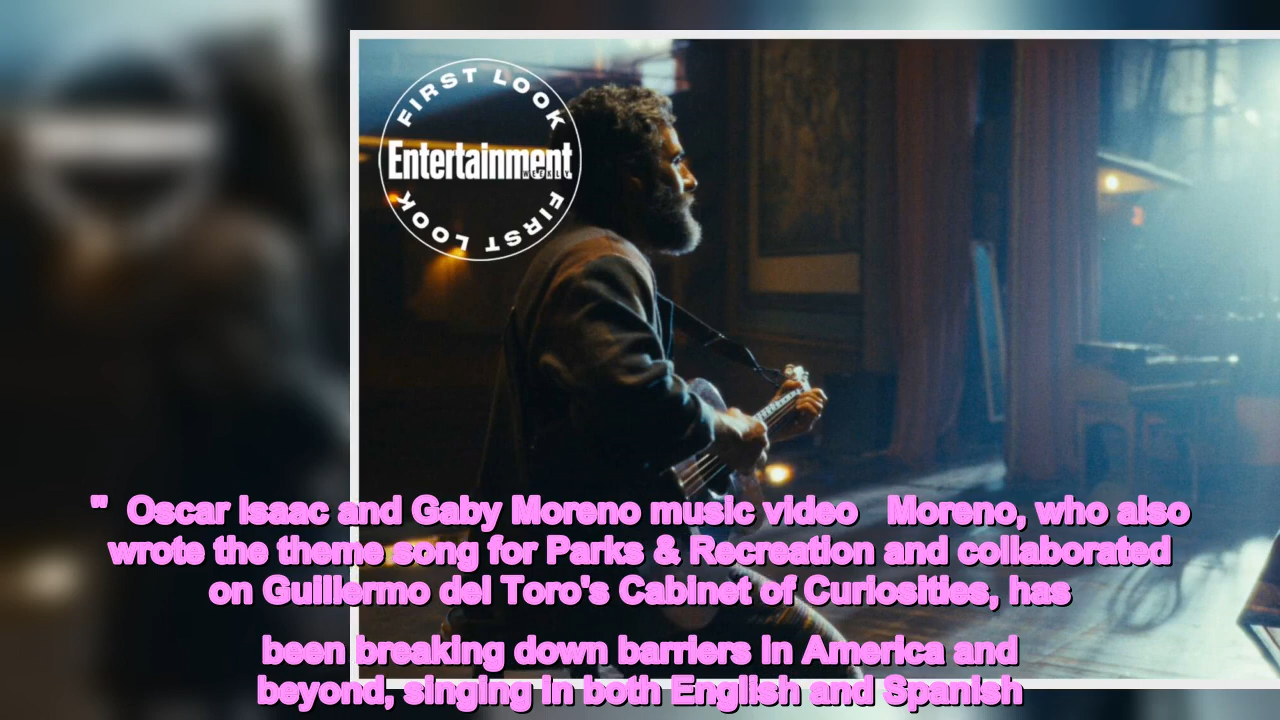 FIRST LOOK
Entertainment
WEEKLY
FIRST LOOK
" Oscar Isaac and Gaby Moreno music video Moreno, who also
wrote the theme song for Parks & Recreation and collaborated
on Guillermo del Toro's Cabinet of Curiosities, has
been breaking down barriers in America and
beyond, singing in both English and Spanish